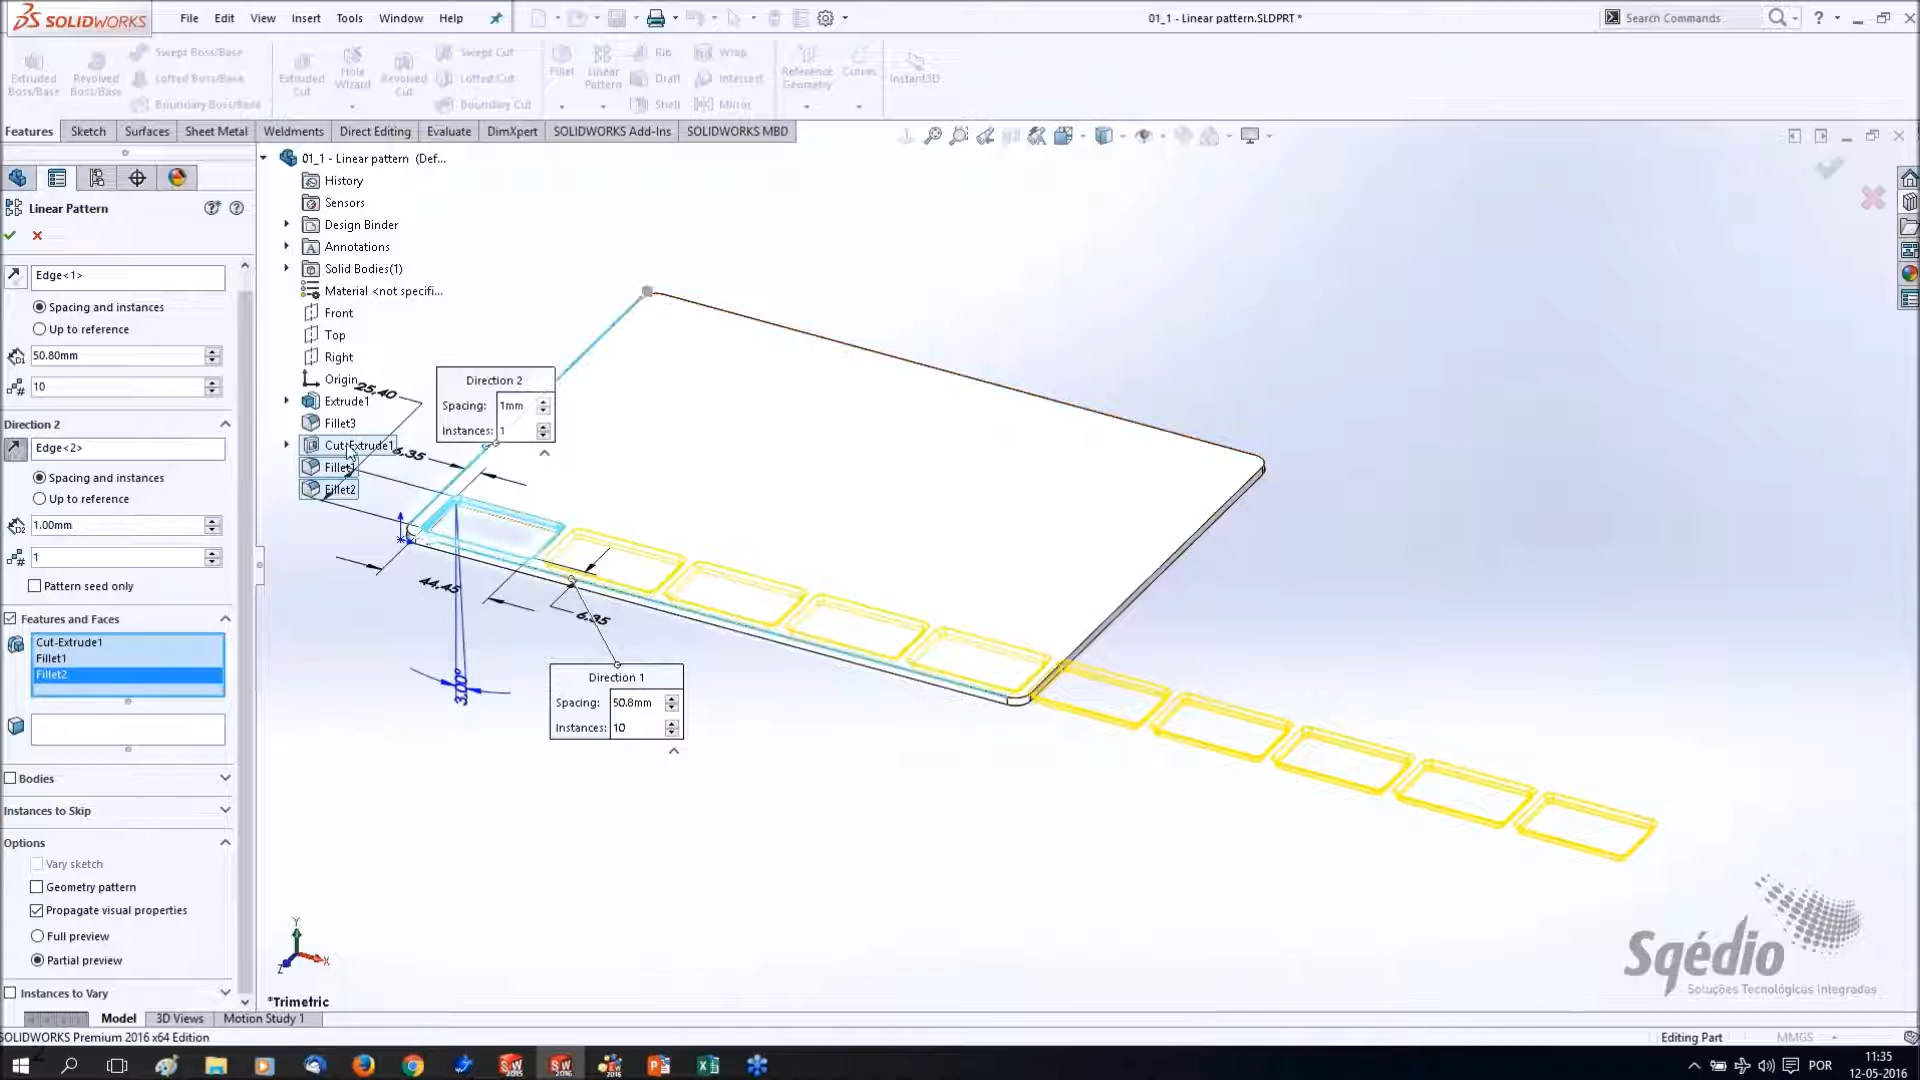 SOLIDWORKS
File Edit View Insert Tools Window Help
01_1 - Linear pattern.SLDPRT *
Search Commands
Extruded Boss/Base
Revolved Boss/Base
Swept Boss/Base
Lofted Boss/Base
Boundary Boss/Base
Extruded Cut
Hole Wizard
Revolved Cut
Swept Cut
Lofted Cut
Boundary Cut
Fillet
Linear Pattern
Rib
Draft
Shell
Wrap
Intersect
Mirror
Reference Geometry
Curves
Instant3D
Features Sketch Surfaces Sheet Metal Weldments Direct Editing Evaluate DimXpert SOLIDWORKS Add-Ins SOLIDWORKS MBD
Linear Pattern
Edge<1>
Spacing and instances
Up to reference
50.80mm
10
Direction 2
Edge<2>
Spacing and instances
Up to reference
1.00mm
1
Pattern seed only
Features and Faces
Cut-Extrude1
Fillet1
Fillet2
Bodies
Instances to Skip
Options
Vary sketch
Geometry pattern
Propagate visual properties
Full preview
Partial preview
Instances to Vary
01_1 - Linear pattern (Def...
History
Sensors
Design Binder
Annotations
Solid Bodies(1)
Material <not specifi...
Front
Top
Right
Origin
Extrude1
Fillet3
Cut-Extrude1
Fillet1
Fillet2
25,40
6,35
44,45
6,35
3,00°
Direction 2
Spacing: 1mm
Instances: 1
Direction 1
Spacing: 50.8mm
Instances: 10
Y
X
Z
*Trimetric
Sqédio
Soluções Tecnológicas Integradas
Model 3D Views Motion Study 1
SOLIDWORKS Premium 2016 x64 Edition
Editing Part
MMGS
POR
11:35
12-05-2016